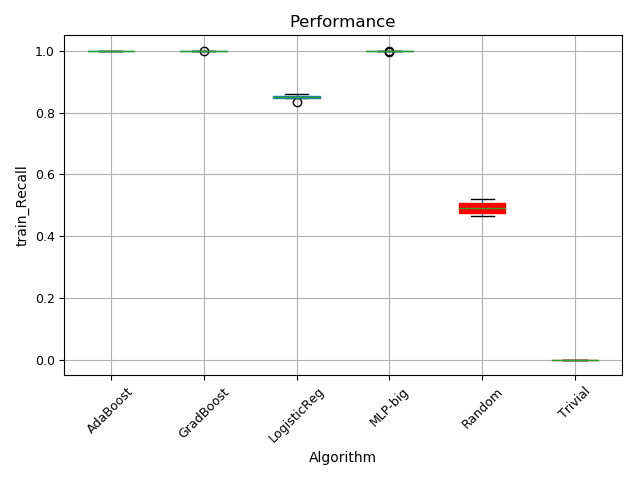 Performance
train_Recall
1.0
0.8
0.6
0.4
0.2
0.0
AdaBoost
GradBoost
LogisticReg
MLP-big
Random
Trivial
Algorithm